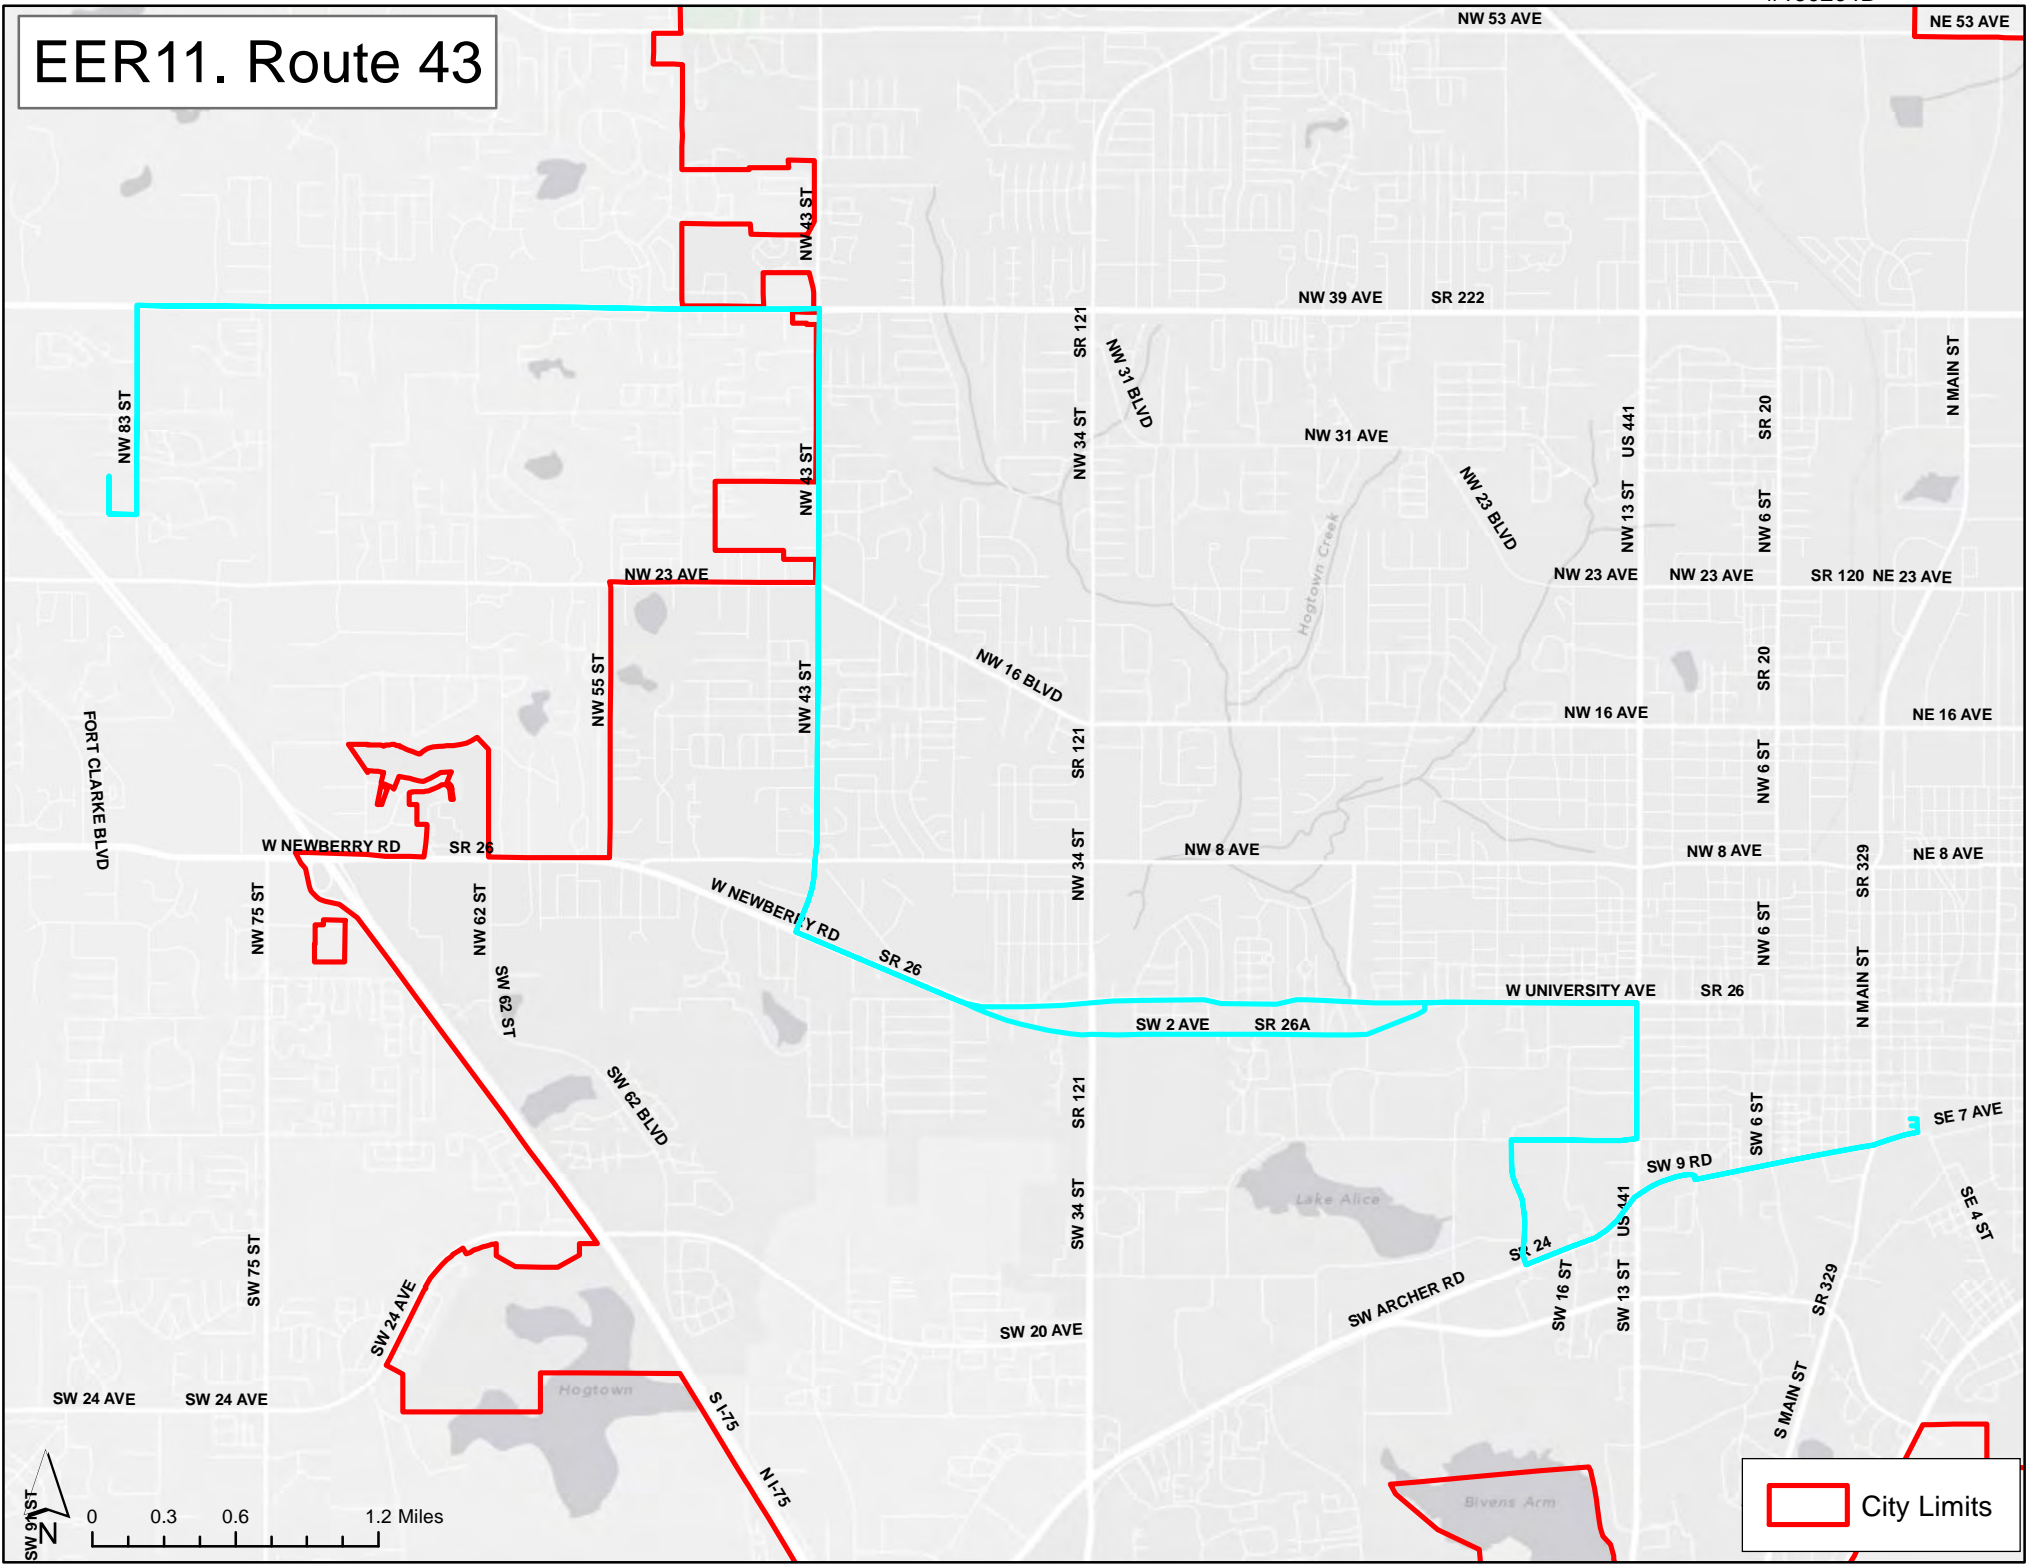 NW 53 AVE
NE 53 AVE
EER11. Route 43
NW 43 ST
NW 39 AVE
SR 222
SR 121
NW 31 BLVD
N MAIN ST
NW 83 ST
NW 34 ST
NW 31 AVE
US 441
SR 20
NW 43 ST
NW 23 BLVD
NW 13 ST
NW 6 ST
Hogtown Creek
NW 23 AVE
NW 23 AVE
NW 23 AVE
SR 120
NE 23 AVE
NW 55 ST
NW 43 ST
NW 16 BLVD
SR 20
NW 16 AVE
NE 16 AVE
FORT CLARKE BLVD
SR 121
NW 6 ST
W NEWBERRY RD
SR 26
NW 34 ST
NW 8 AVE
NW 8 AVE
SR 329
NE 8 AVE
NW 75 ST
NW 62 ST
W NEWBERRY RD
NW 6 ST
SR 26
SW 62 ST
W UNIVERSITY AVE
SR 26
N MAIN ST
SW 2 AVE
SR 26A
SW 62 BLVD
SR 121
SW 6 ST
SE 7 AVE
SW 9 RD
Lake Alice
SW 34 ST
US 441
SE 4 ST
SW 75 ST
SR 24
SW 24 AVE
SW ARCHER RD
SW 16 ST
SW 13 ST
SR 329
SW 20 AVE
SW 24 AVE
SW 24 AVE
Hogtown
S I-75
S MAIN ST
N I-75
Bivens Arm
SW 91 ST
N
0 0.3 0.6 1.2 Miles
City Limits